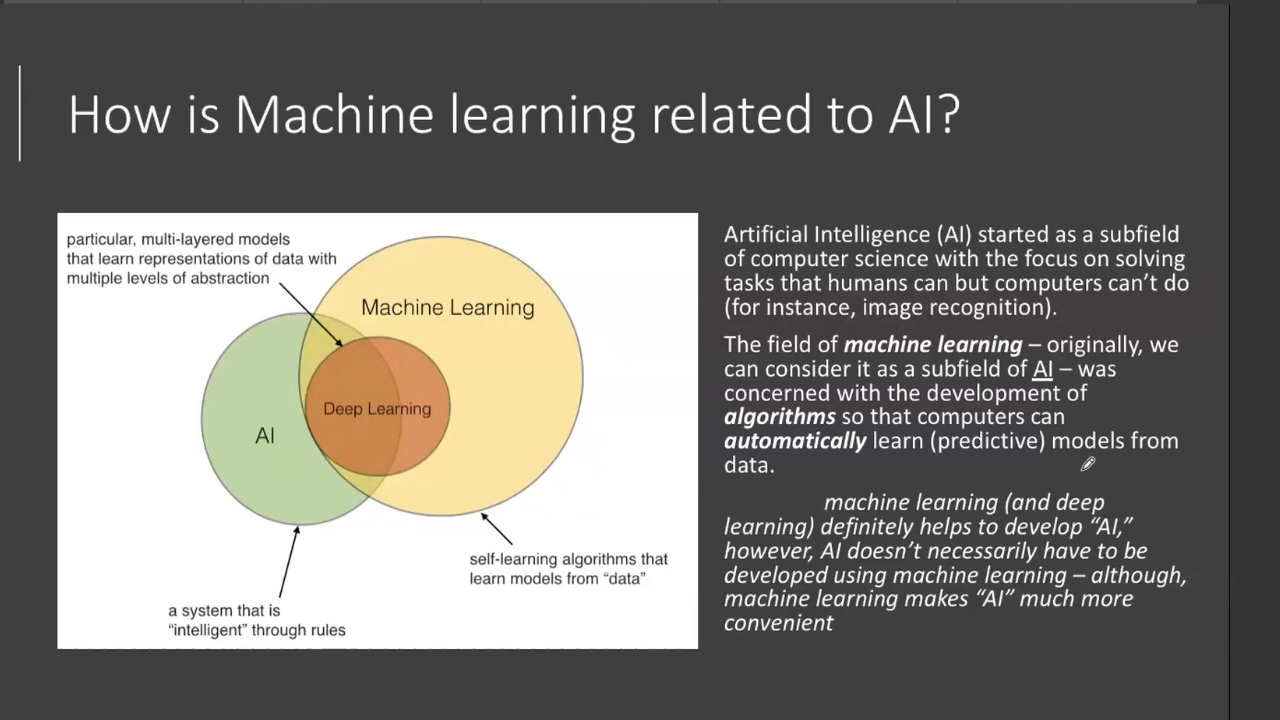 How is Machine learning related to AI?
particular, multi-layered models
that learn representations of data with
multiple levels of abstraction
Machine Learning
Deep Learning
AI
self-learning algorithms that
learn models from “data”
a system that is
“intelligent” through rules
Artificial Intelligence (AI) started as a subfield
of computer science with the focus on solving
tasks that humans can but computers can’t do
(for instance, image recognition).
The field of machine learning – originally, we
can consider it as a subfield of AI – was
concerned with the development of
algorithms so that computers can
automatically learn (predictive) models from
data.
machine learning (and deep
learning) definitely helps to develop “AI,”
however, AI doesn’t necessarily have to be
developed using machine learning – although,
machine learning makes “AI” much more
convenient